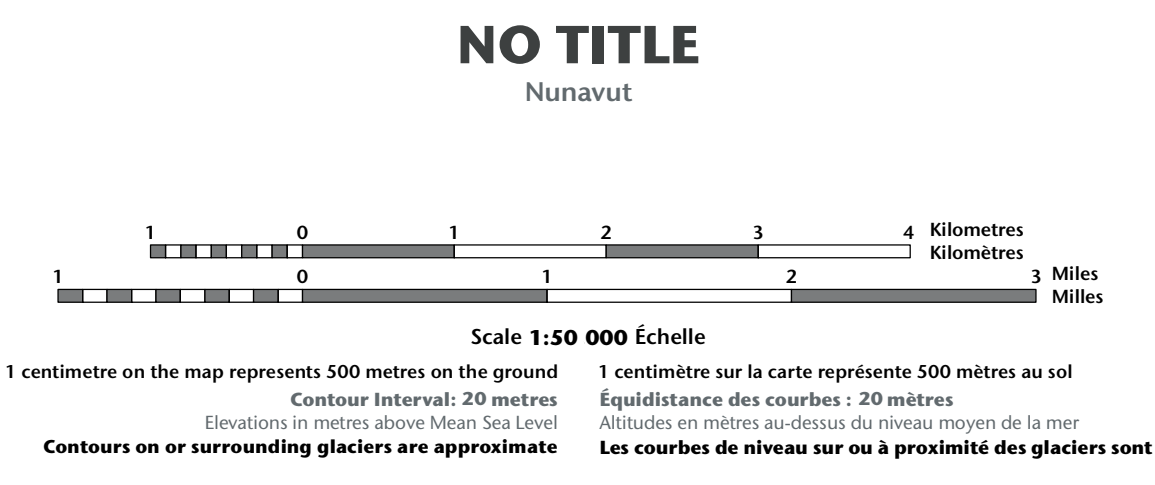 NO TITLE
Nunavut
1 0 1 2 3 4 Kilometres
Kilomètres
1 0 1 2 3 Miles
Milles
Scale 1:50 000 Échelle
1 centimetre on the map represents 500 metres on the ground
Contour Interval: 20 metres
Elevations in metres above Mean Sea Level
Contours on or surrounding glaciers are approximate
1 centimètre sur la carte représente 500 mètres au sol
Équidistance des courbes : 20 mètres
Altitudes en mètres au-dessus du niveau moyen de la mer
Les courbes de niveau sur ou à proximité des glaciers sont